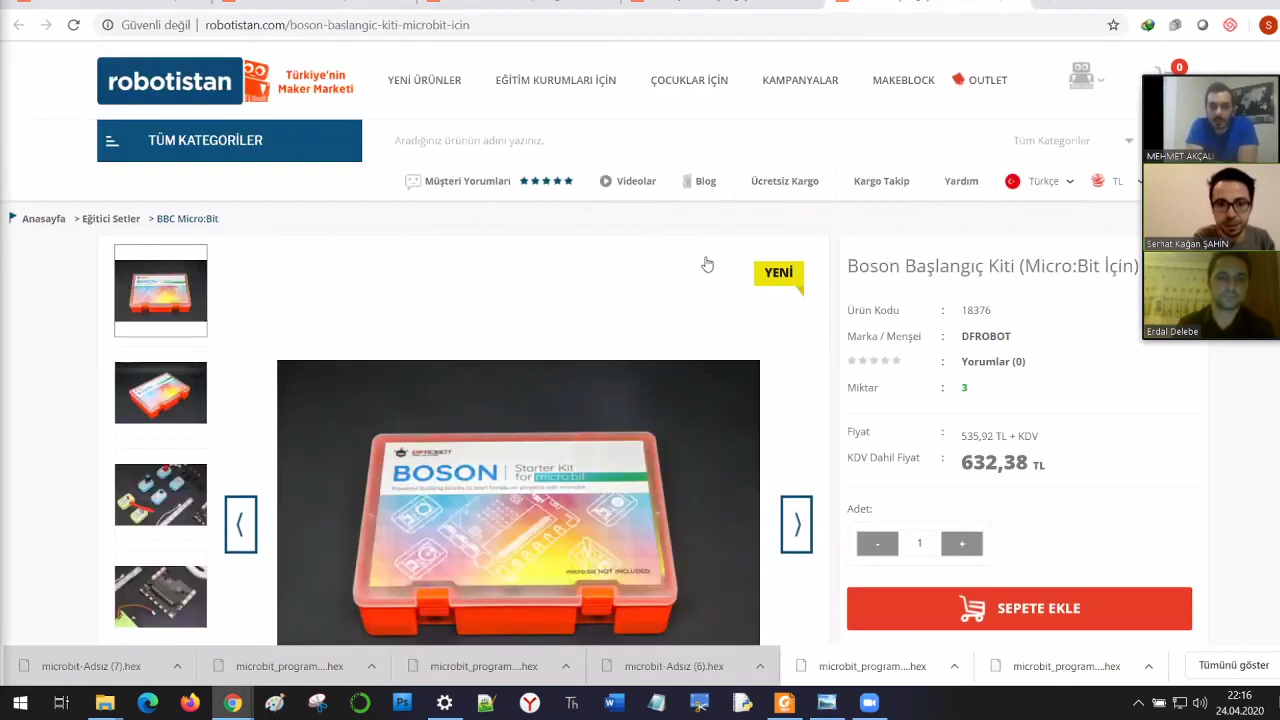 Güvenli değil | robotistan.com/boson-baslangic-kiti-microbit-icin
S
robotistan
Türkiye'nin
Maker Marketi
YENİ ÜRÜNLER
EĞİTİM KURUMLARI İÇİN
ÇOCUKLAR İÇİN
KAMPANYALAR
MAKEBLOCK
OUTLET
0
TÜM KATEGORİLER
Aradığınız ürünün adını yazınız.
Tüm Kategoriler
Müşteri Yorumları
Videolar
Blog
Ücretsiz Kargo
Kargo Takip
Yardım
Türkçe
TL
MEHMET AKÇALI
Serhat Kağan ŞAHİN
Erdal Delebe
Anasayfa > Eğitici Setler > BBC Micro:Bit
YENİ
DFROBOT
BOSON Starter Kit
for micro:bit
micro:bit NOT INCLUDED
Boson Başlangıç Kiti (Micro:Bit İçin)
Ürün Kodu : 18376
Marka / Menşei : DFROBOT
: Yorumlar (0)
Miktar : 3
Fiyat : 535,92 TL + KDV
KDV Dahil Fiyat : 632,38 TL
Adet:
- 1 +
SEPETE EKLE
microbit-Adsız (7).hex
microbit_program....hex
microbit_program....hex
microbit-Adsız (6).hex
microbit_program....hex
microbit_program....hex
Tümünü göster
22:16
24.04.2020